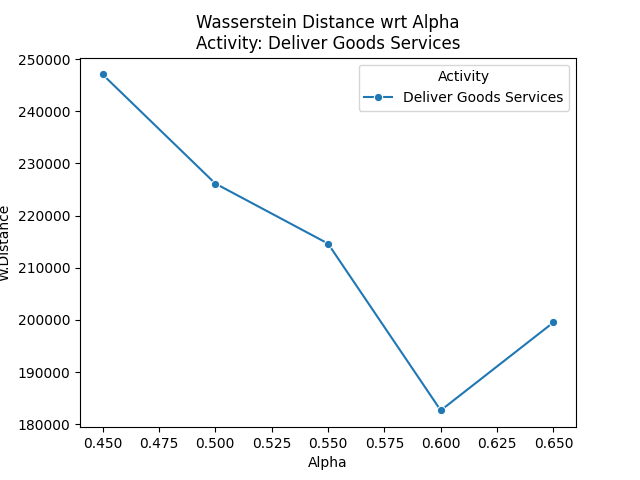 Wasserstein Distance wrt Alpha
Activity: Deliver Goods Services
250000
240000
230000
220000
210000
200000
190000
180000
W.Distance
Activity
Deliver Goods Services
0.450 0.475 0.500 0.525 0.550 0.575 0.600 0.625 0.650
Alpha